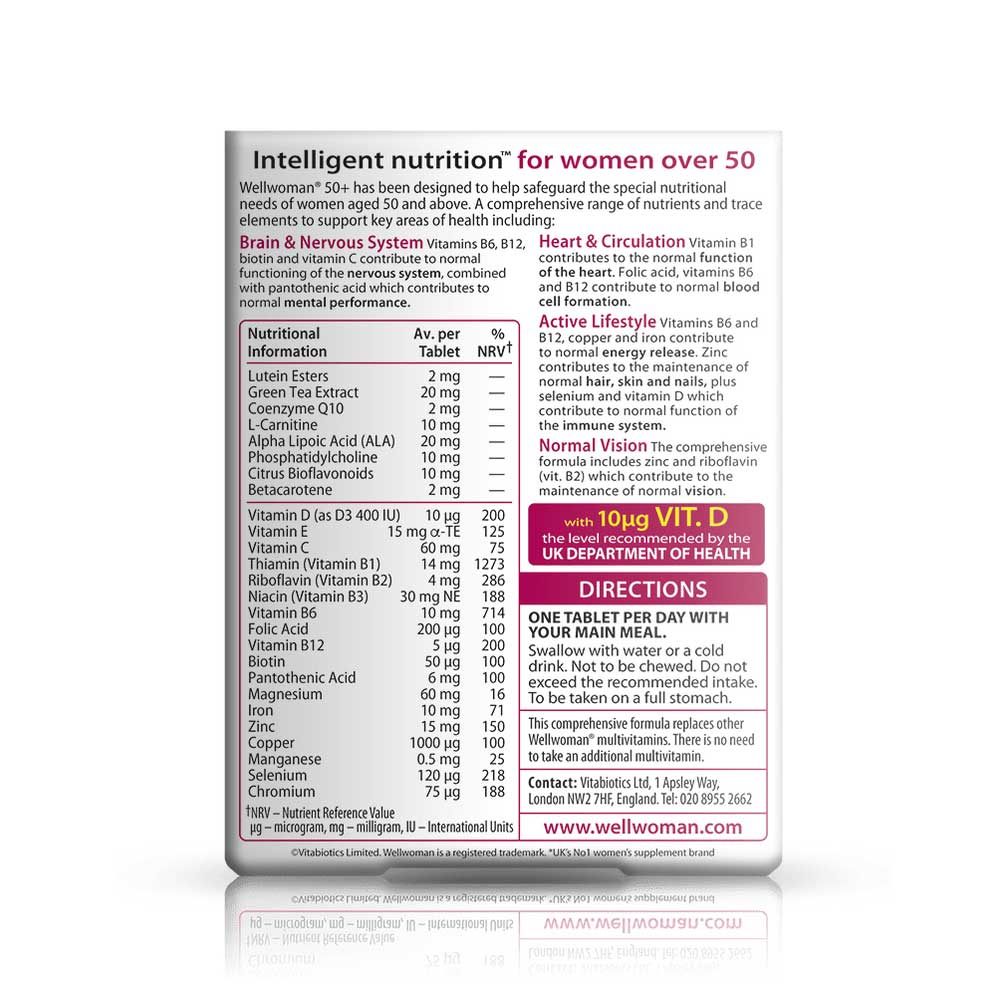 Intelligent nutrition™ for women over 50
Wellwoman® 50+ has been designed to help safeguard the special nutritional
needs of women aged 50 and above. A comprehensive range of nutrients and trace
elements to support key areas of health including:
Brain & Nervous System Vitamins B6, B12,
biotin and vitamin C contribute to normal
functioning of the nervous system, combined
with pantothenic acid which contributes to
normal mental performance.
Nutritional Information Av. per Tablet % NRV†
Lutein Esters 2 mg —
Green Tea Extract 20 mg —
Coenzyme Q10 2 mg —
L-Carnitine 10 mg —
Alpha Lipoic Acid (ALA) 20 mg —
Phosphatidylcholine 10 mg —
Citrus Bioflavonoids 10 mg —
Betacarotene 2 mg —
Vitamin D (as D3 400 IU) 10 µg 200
Vitamin E 15 mg α-TE 125
Vitamin C 60 mg 75
Thiamin (Vitamin B1) 14 mg 1273
Riboflavin (Vitamin B2) 4 mg 286
Niacin (Vitamin B3) 30 mg NE 188
Vitamin B6 10 mg 714
Folic Acid 200 µg 100
Vitamin B12 5 µg 200
Biotin 50 µg 100
Pantothenic Acid 6 mg 100
Magnesium 60 mg 16
Iron 10 mg 71
Zinc 15 mg 150
Copper 1000 µg 100
Manganese 0.5 mg 25
Selenium 120 µg 218
Chromium 75 µg 188
†NRV – Nutrient Reference Value
µg – microgram, mg – milligram, IU – International Units
Heart & Circulation Vitamin B1
contributes to the normal function
of the heart. Folic acid, vitamins B6
and B12 contribute to normal blood
cell formation.
Active Lifestyle Vitamins B6 and
B12, copper and iron contribute
to normal energy release. Zinc
contributes to the maintenance of
normal hair, skin and nails, plus
selenium and vitamin D which
contribute to normal function of
the immune system.
Normal Vision The comprehensive
formula includes zinc and riboflavin
(vit. B2) which contribute to the
maintenance of normal vision.
with 10µg VIT. D
the level recommended by the
UK DEPARTMENT OF HEALTH
DIRECTIONS
ONE TABLET PER DAY WITH
YOUR MAIN MEAL.
Swallow with water or a cold
drink. Not to be chewed. Do not
exceed the recommended intake.
To be taken on a full stomach.
This comprehensive formula replaces other
Wellwoman® multivitamins. There is no need
to take an additional multivitamin.
Contact: Vitabiotics Ltd, 1 Apsley Way,
London NW2 7HF, England. Tel: 020 8955 2662
www.wellwoman.com
©Vitabiotics Limited. Wellwoman is a registered trademark. *UK's No1 women's supplement brand